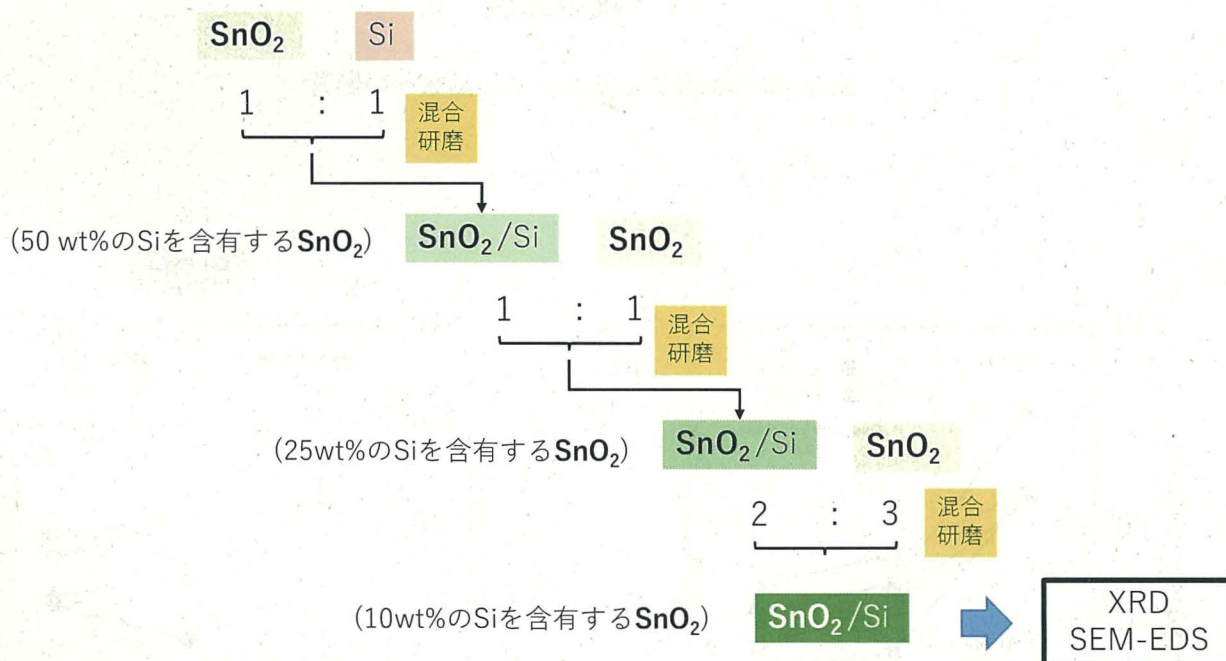 SnO₂ Si
1 : 1 混合
研磨
(50 wt%のSiを含有するSnO₂) SnO₂/Si SnO₂
1 : 1 混合
研磨
(25wt%のSiを含有するSnO₂) SnO₂/Si SnO₂
2 : 3 混合
研磨
(10wt%のSiを含有するSnO₂) SnO₂/Si
XRD
SEM-EDS